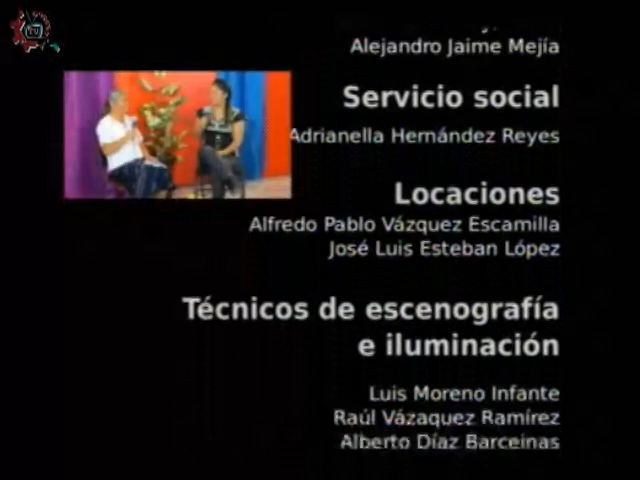 Alejandro Jaime Mejía
Servicio social
Adrianella Hernández Reyes
Locaciones
Alfredo Pablo Vázquez Escamilla
José Luis Esteban López
Técnicos de escenografía
e iluminación
Luis Moreno Infante
Raúl Vázaquez Ramírez
Alberto Díaz Barceinas